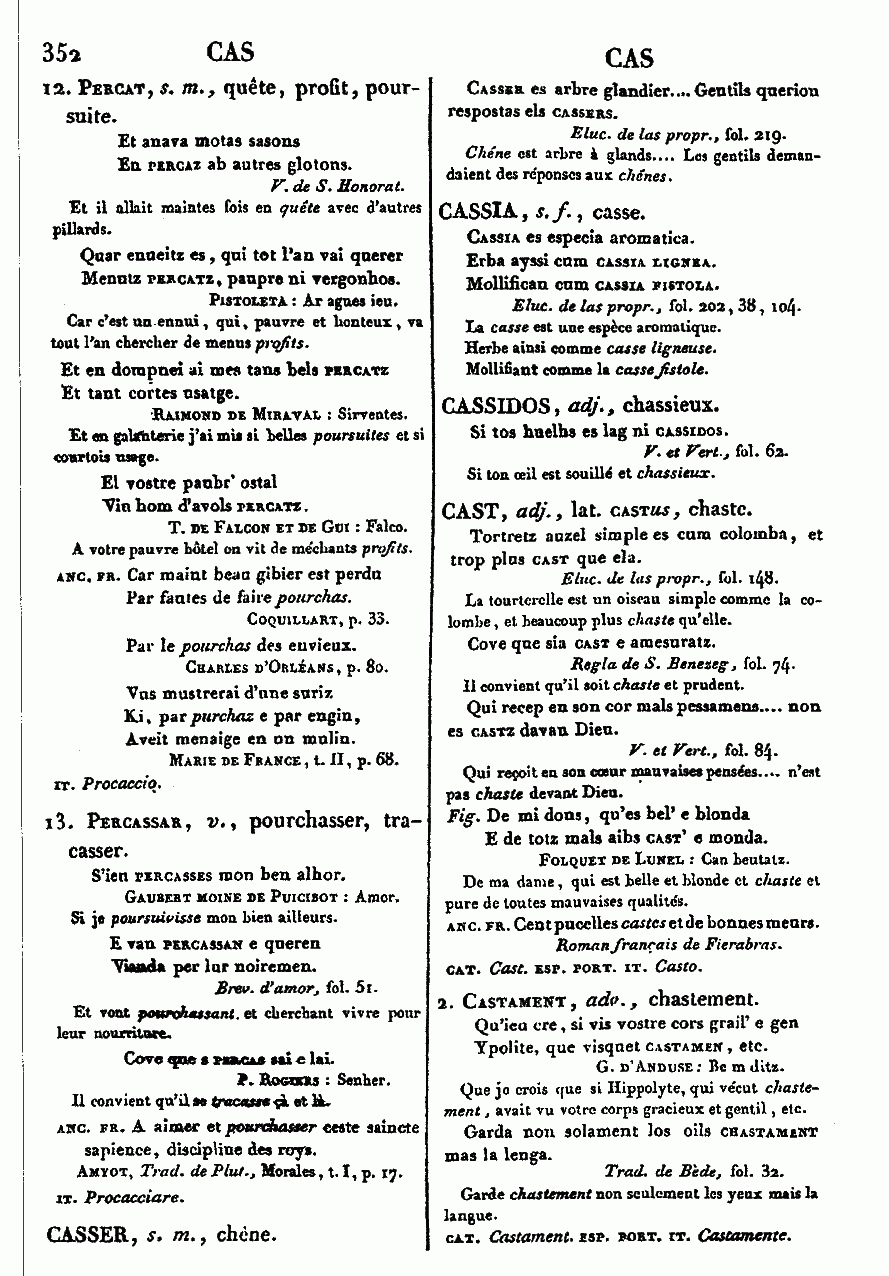 352 CAS
12. PERCAT, s. m., quête, profit, pour-
suite.
Et anava motas sasons
En PERCAZ ab autres glotons.
V. de S. Honorat.
Et il allait maintes fois en quête avec d'autres
pillards.
Quar enueitz es, qui tot l'an vai querer
Menutz PERCATZ, paupre ni vergonhos.
PISTOLETA : Ar agues ieu.
Car c'est un ennui, qui, pauvre et honteux, va
tout l'an chercher de menus profits.
Et en dompnei ai mes tans bels PERCATZ
Et tant cortes usatge.
RAIMOND DE MIRAVAL : Sirventes.
Et en galanterie j'ai mis si belles poursuites et si
courtois usage.
El vostre paubr' ostal
Vin hom d'avols PERCATZ.
T. DE FALCON ET DE GUI : Falco.
A votre pauvre hôtel on vit de méchants profits.
ANC. FR. Car maint beau gibier est perdu
Par fautes de faire pourchas.
COQUILLART, p. 33.
Par le pourchas des envieux.
CHARLES D'ORLÉANS, p. 80.
Vus mustrerai d'une suriz
Ki, par purchaz e par engin,
Aveit menaige en un mulin.
MARIE DE FRANCE, t. II, p. 68.
IT. Procaccio.
13. PERCASSAR, v., pourchasser, tra-
casser.
S'ieu PERCASSES mon ben alhor.
GAUBERT MOINE DE PUICIBOT : Amor.
Si je poursuivisse mon bien ailleurs.
E van PERCASSAN e queren
Vianda per lur noiremen.
Brev. d'amor, fol. 51.
Et vont pourchassant et cherchant vivre pour
leur nourriture.
Cove que s PERCAS sai e lai.
P. ROGIERS : Senher.
Il convient qu'il se tracasse çà et là.
ANC. FR. A aimer et pourchasser ceste saincte
sapience, discipline des roys.
AMYOT, Trad. de Plut., Morales, t. I, p. 17.
IT. Procacciare.
CASSER, s. m., chêne.
CAS
CASSER es arbre glandier.... Gentils querion
respostas els CASSERS.
Eluc. de las propr., fol. 219.
Chêne est arbre à glands.... Les gentils deman-
daient des réponses aux chênes.
CASSIA, s. f., casse.
CASSIA es especia aromatica.
Erba ayssi cum CASSIA LIGNEA.
Mollifican cum CASSIA FISTOLA.
Eluc. de las propr., fol. 202, 38, 104.
La casse est une espèce aromatique.
Herbe ainsi comme casse ligneuse.
Mollifiant comme la casse fistole.
CASSIDOS, adj., chassieux.
Si tos huelhs es lag ni CASSIDOS.
V. et Vert., fol. 62.
Si ton œil est souillé et chassieux.
CAST, adj., lat. CASTus, chaste.
Tortretz auzel simple es cum colomba, et
trop plus CAST que ela.
Eluc. de las propr., fol. 148.
La tourterelle est un oiseau simple comme la co-
lombe, et beaucoup plus chaste qu'elle.
Cove que sia CAST e amesuratz.
Regla de S. Benezeg, fol. 74.
Il convient qu'il soit chaste et prudent.
Qui recep en son cor mals pessamens.... non
es CASTZ davan Dieu.
V. et Vert., fol. 84.
Qui reçoit en son cœur mauvaises pensées.... n'est
pas chaste devant Dieu.
Fig. De mi dons, qu'es bel' e blonda
E de totz mals aibs CAST' e monda.
FOLQUET DE LUNEL : Can beutatz.
De ma dame, qui est belle et blonde et chaste et
pure de toutes mauvaises qualités.
ANC. FR. Cent pucelles castes et de bonnes meurs.
Roman français de Fierabras.
CAT. Cast. ESP. PORT. IT. Casto.
2. CASTAMENT, adv., chastement.
Qu'ieu cre, si vis vostre cors grail' e gen
Ypolite, que visquet CASTAMEN, etc.
G. D'ANDUSE : Be m ditz.
Que je crois que si Hippolyte, qui vécut chaste-
ment, avait vu votre corps gracieux et gentil, etc.
Garda non solament los oils CHASTAMENT
mas la lenga.
Trad. de Bède, fol. 32.
Garde chastement non seulement les yeux mais la
langue.
CAT. Castament. ESP. PORT. IT. Castamente.